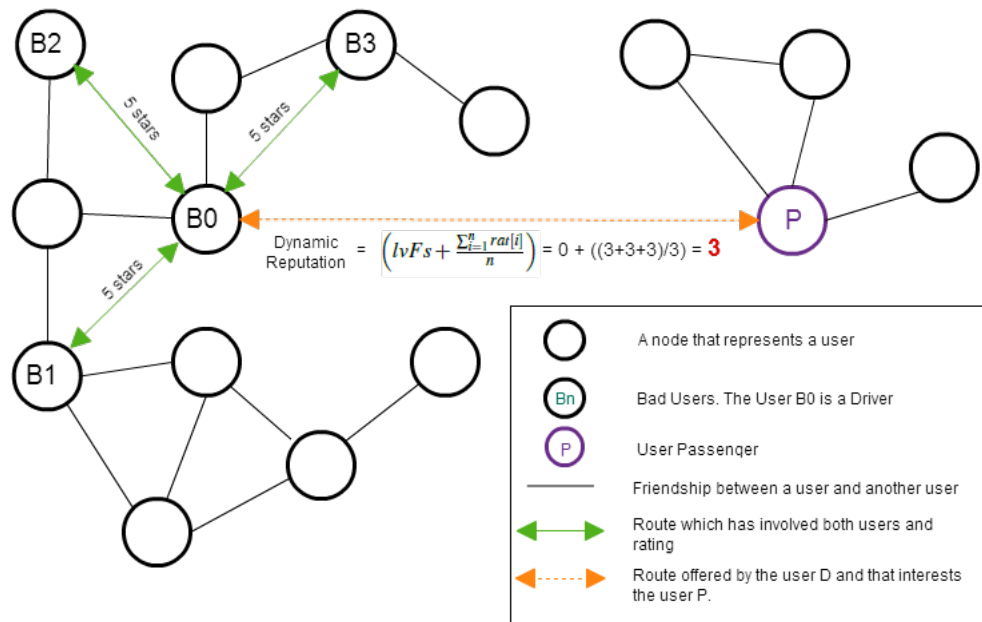 B2
B3
5 stars
5 stars
B0
P
Dynamic
Reputation = (lvFs + \frac{\sum_{i=1}^{n} rat[i]}{n}) = 0 + ((3+3+3)/3) = 3
5 stars
B1
A node that represents a user
Bn
Bad Users. The User B0 is a Driver
P
User Passenger
Friendship between a user and another user
Route which has involved both users and
rating
Route offered by the user D and that interests
the user P.